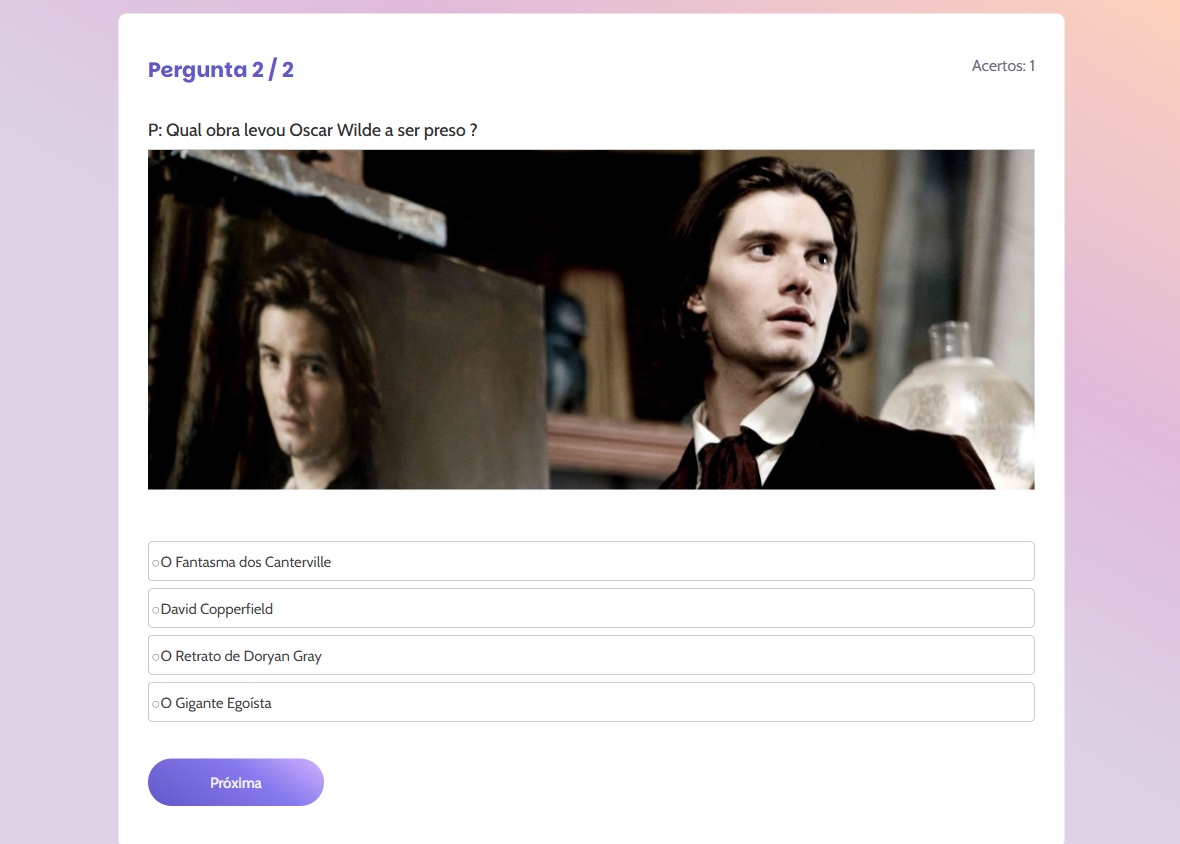 Pergunta 2 / 2
Acertos: 1
P: Qual obra levou Oscar Wilde a ser preso ?
O Fantasma dos Canterville
David Copperfield
O Retrato de Doryan Gray
O Gigante Egoísta
Próxima